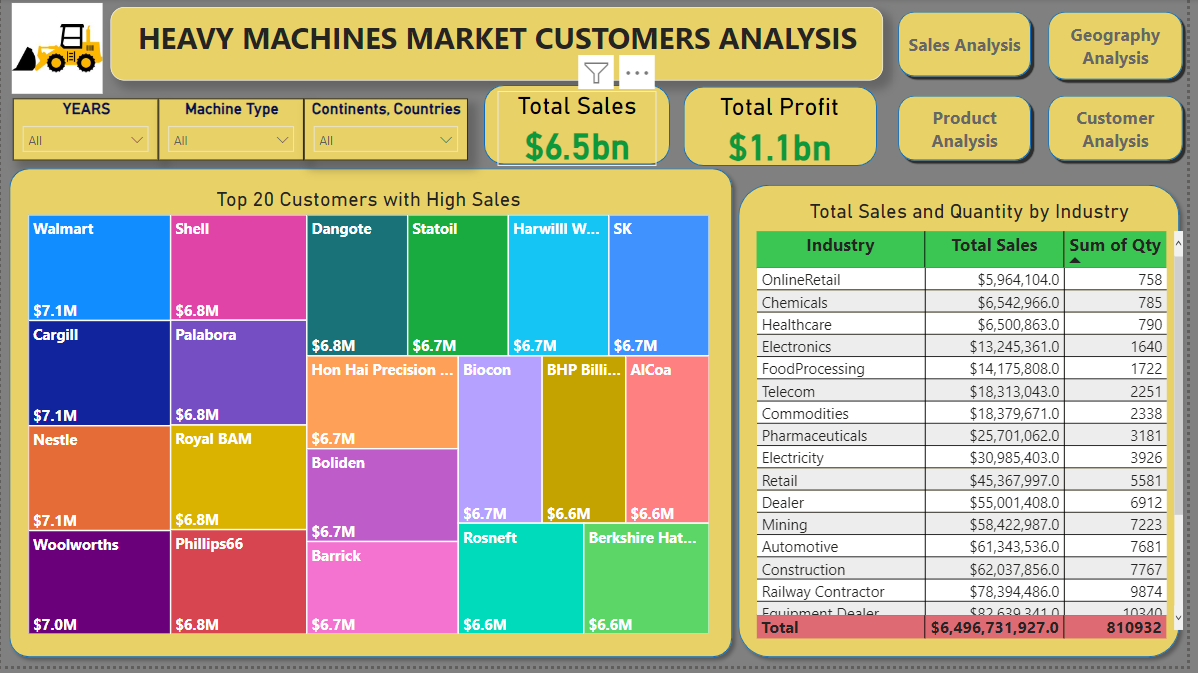 HEAVY MACHINES MARKET CUSTOMERS ANALYSIS
Sales Analysis
Geography
Analysis
YEARS
All
Machine Type
All
Continents, Countries
All
Total Sales
$6.5bn
Total Profit
$1.1bn
Product
Analysis
Customer
Analysis
Top 20 Customers with High Sales
Walmart
$7.1M
Cargill
$7.1M
Nestle
$7.1M
Woolworths
$7.0M
Shell
$6.8M
Palabora
$6.8M
Royal BAM
$6.8M
Phillips66
$6.8M
Dangote
$6.8M
Statoil
$6.7M
Harwilll W...
$6.7M
SK
$6.7M
Hon Hai Precision ...
$6.7M
Boliden
$6.7M
Barrick
$6.7M
Biocon
$6.7M
BHP Billi...
$6.6M
AlCoa
$6.6M
Rosneft
$6.6M
Berkshire Hat...
$6.6M
Total Sales and Quantity by Industry
Industry Total Sales Sum of Qty
OnlineRetail $5,964,104.0 758
Chemicals $6,542,966.0 785
Healthcare $6,500,863.0 790
Electronics $13,245,361.0 1640
FoodProcessing $14,175,808.0 1722
Telecom $18,313,043.0 2251
Commodities $18,379,671.0 2338
Pharmaceuticals $25,701,062.0 3181
Electricity $30,985,403.0 3926
Retail $45,367,997.0 5581
Dealer $55,001,408.0 6912
Mining $58,422,987.0 7223
Automotive $61,343,536.0 7681
Construction $62,037,856.0 7767
Railway Contractor $78,394,486.0 9874
Equipment Dealer $82,639,341.0 10340
Total $6,496,731,927.0 810932